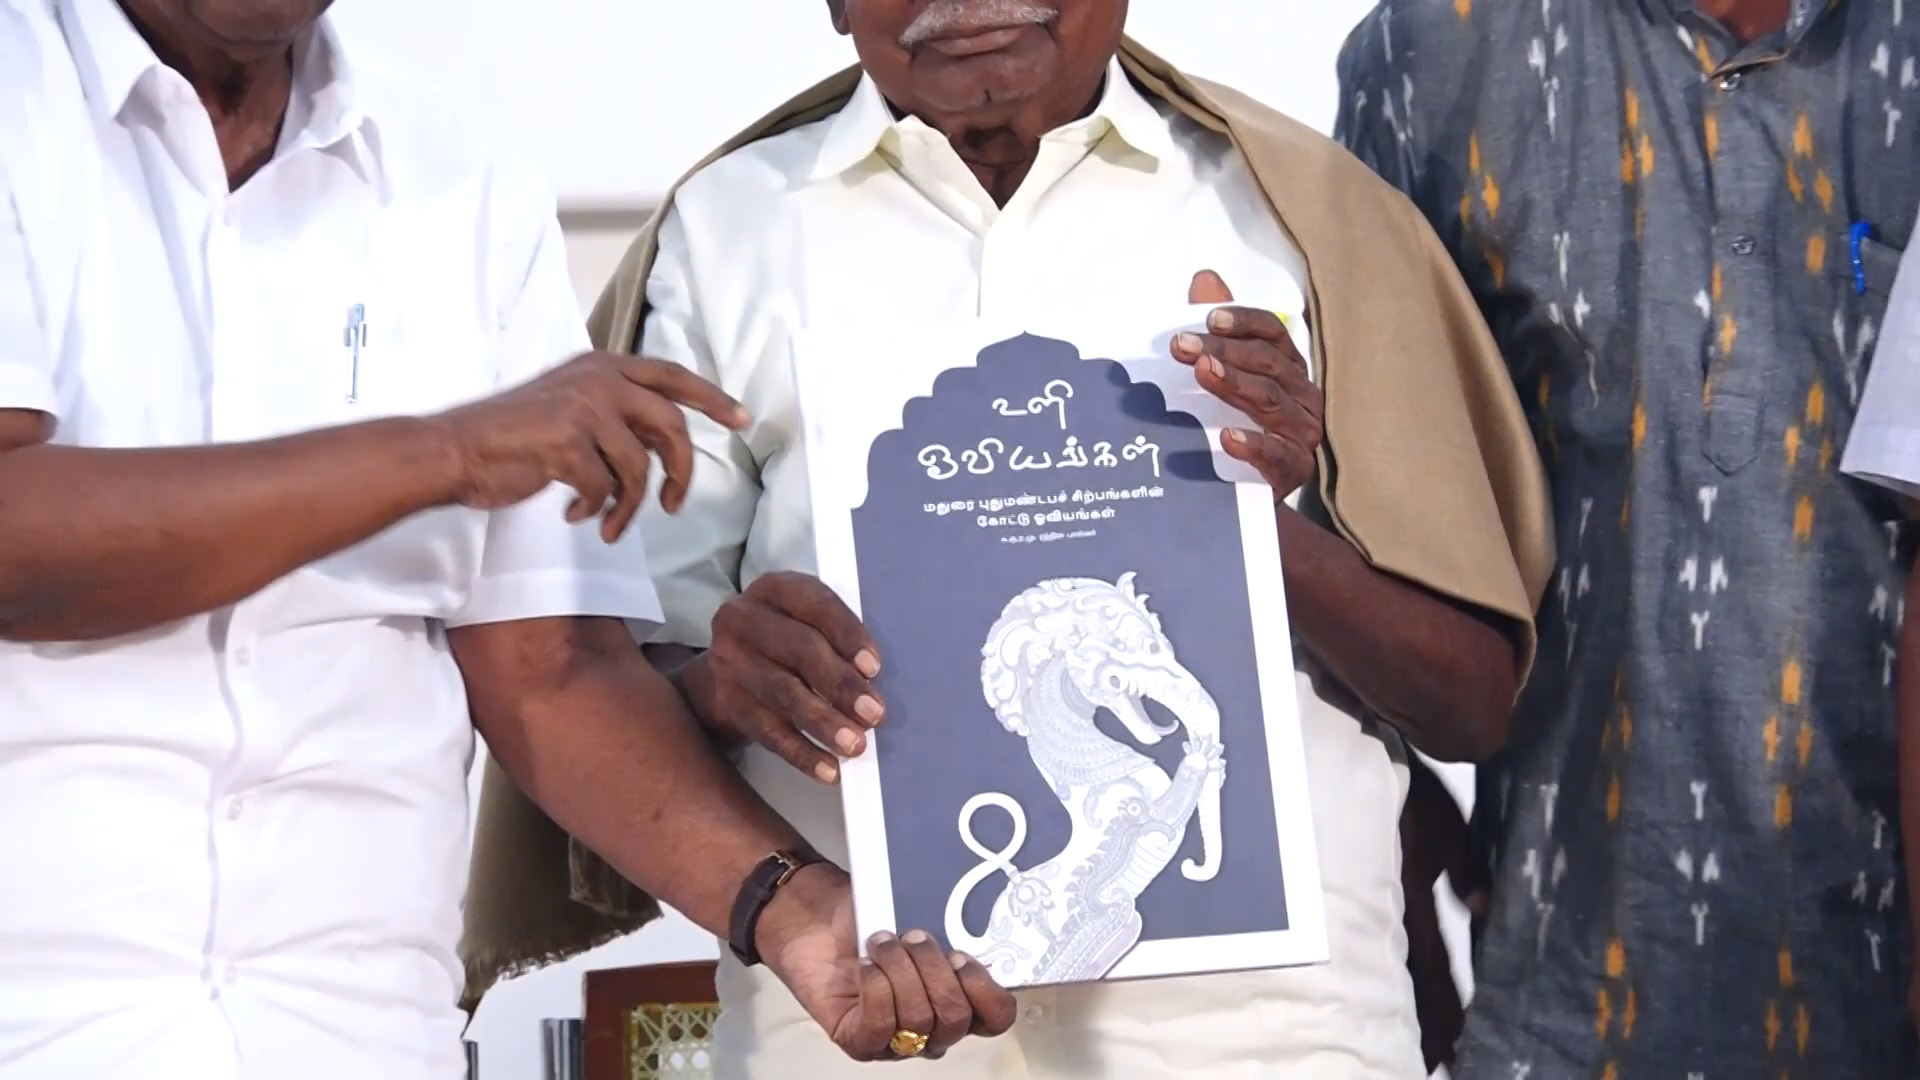 உளி
ஓவியங்கள்
மதுரை புதுமண்டபச் சிற்பங்களின்
கோட்டு ஓவியங்கள்